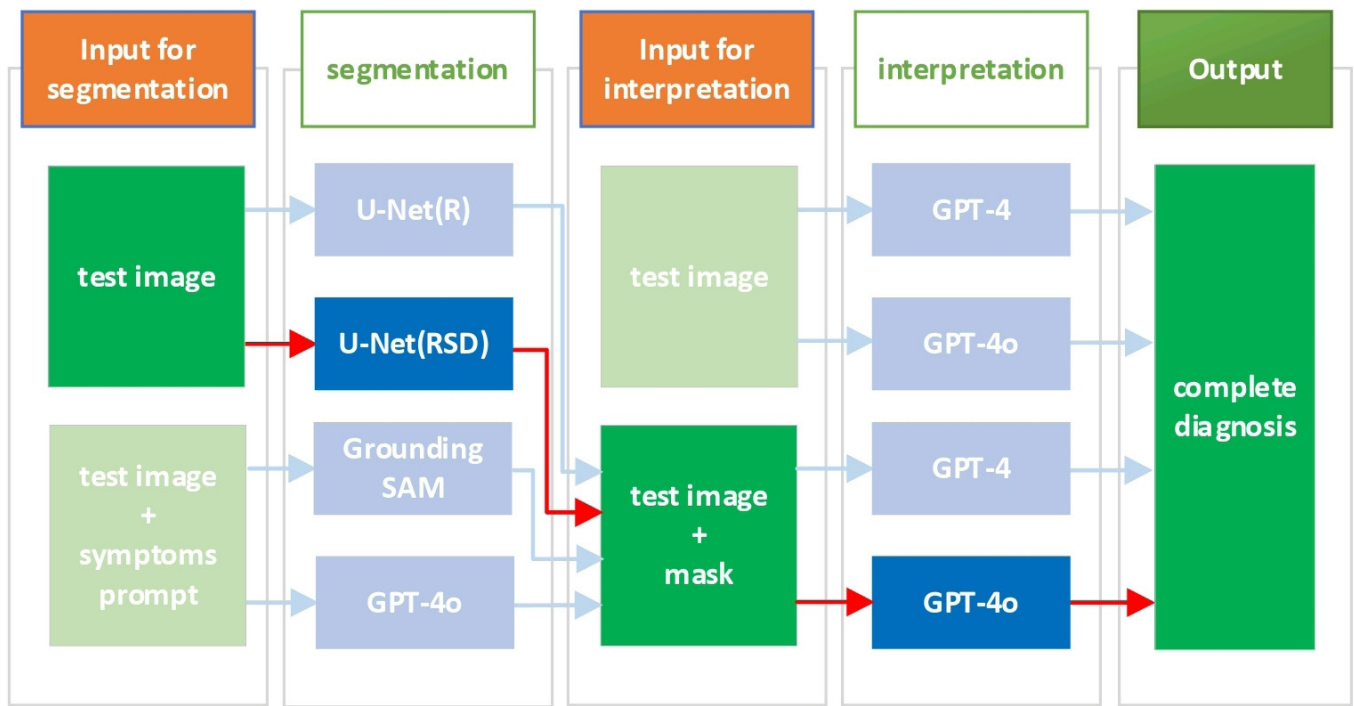 Input for
segmentation
segmentation
Input for
interpretation
interpretation
Output
test image
U-Net(R)
U-Net(RSD)
test image
+
symptoms
prompt
Grounding
SAM
GPT-4o
test image
test image
+
mask
GPT-4
GPT-4o
GPT-4
GPT-4o
complete
diagnosis